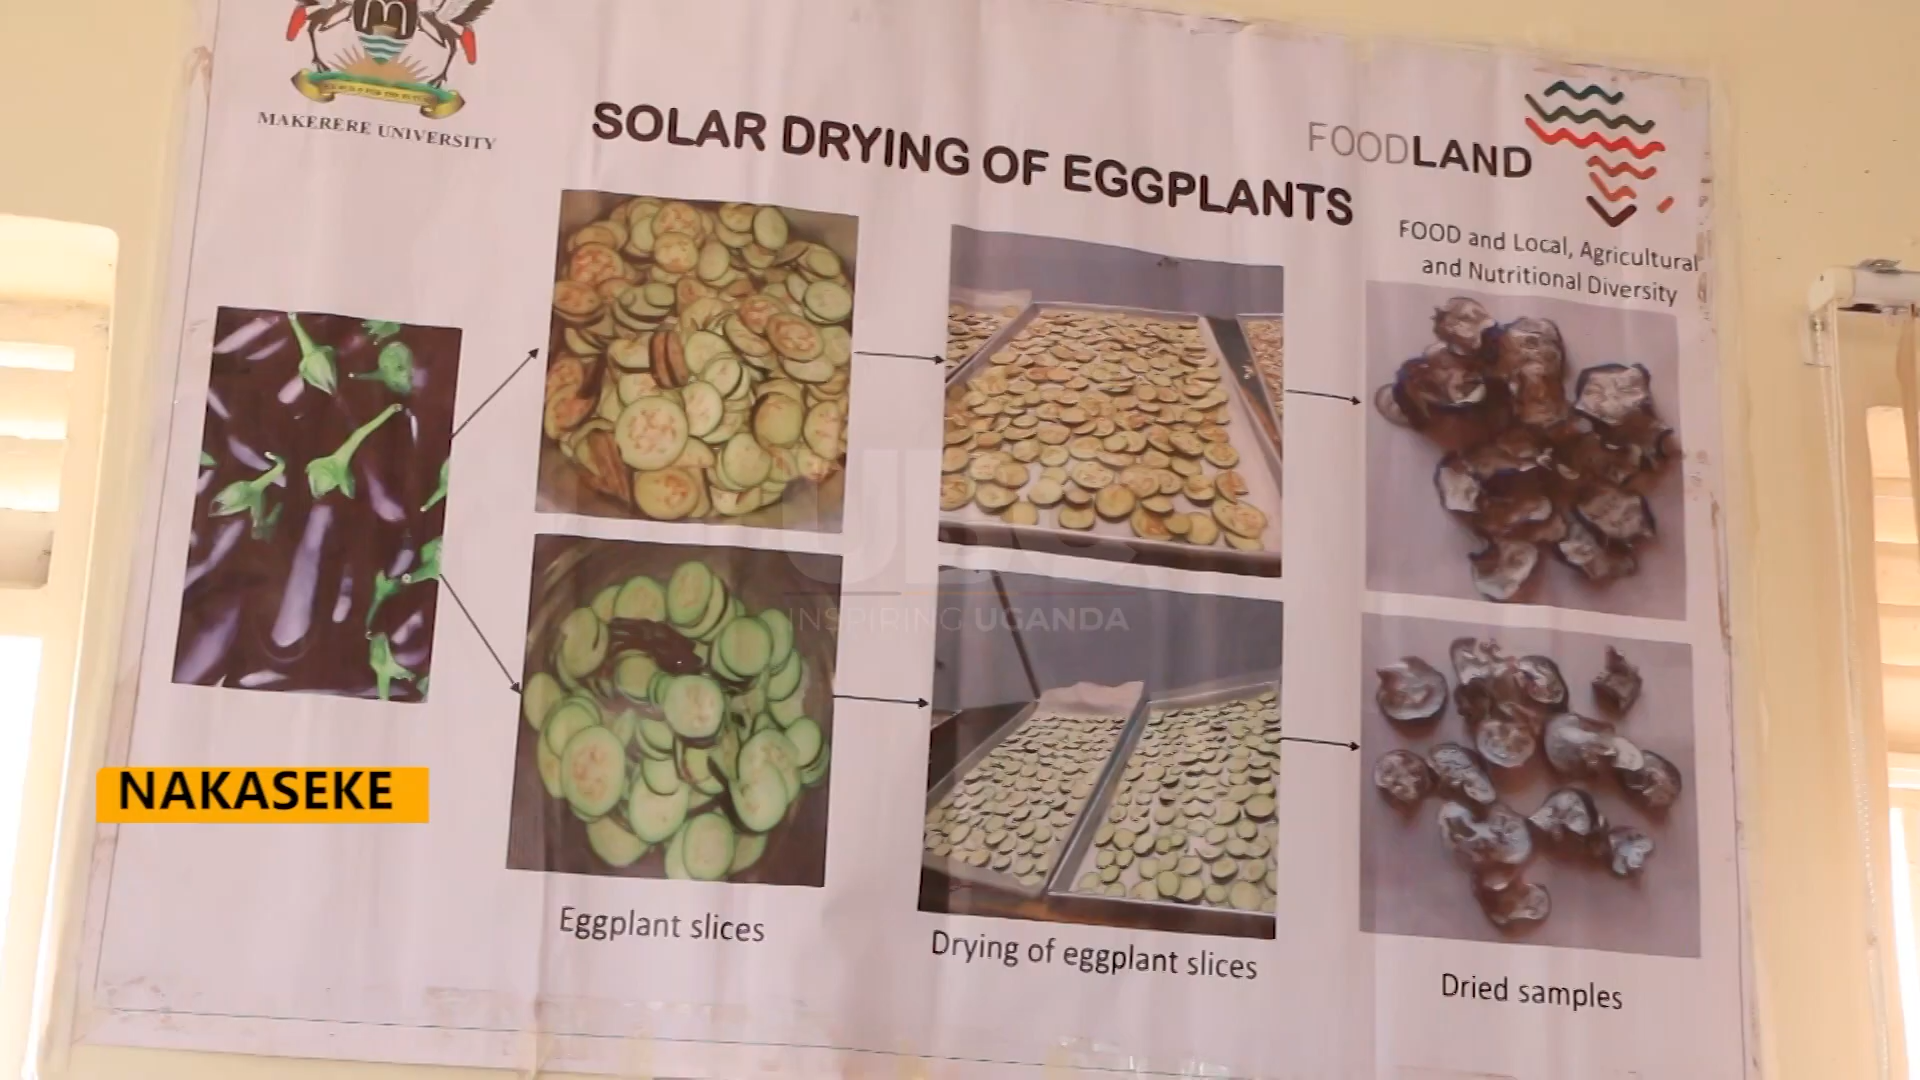 MAKERERE UNIVERSITY
SOLAR DRYING OF EGGPLANTS
FOODLAND
FOOD and Local, Agricultural
and Nutritional Diversity
UBC
INSPIRING UGANDA
NAKASEKE
Eggplant slices
Drying of eggplant slices
Dried samples